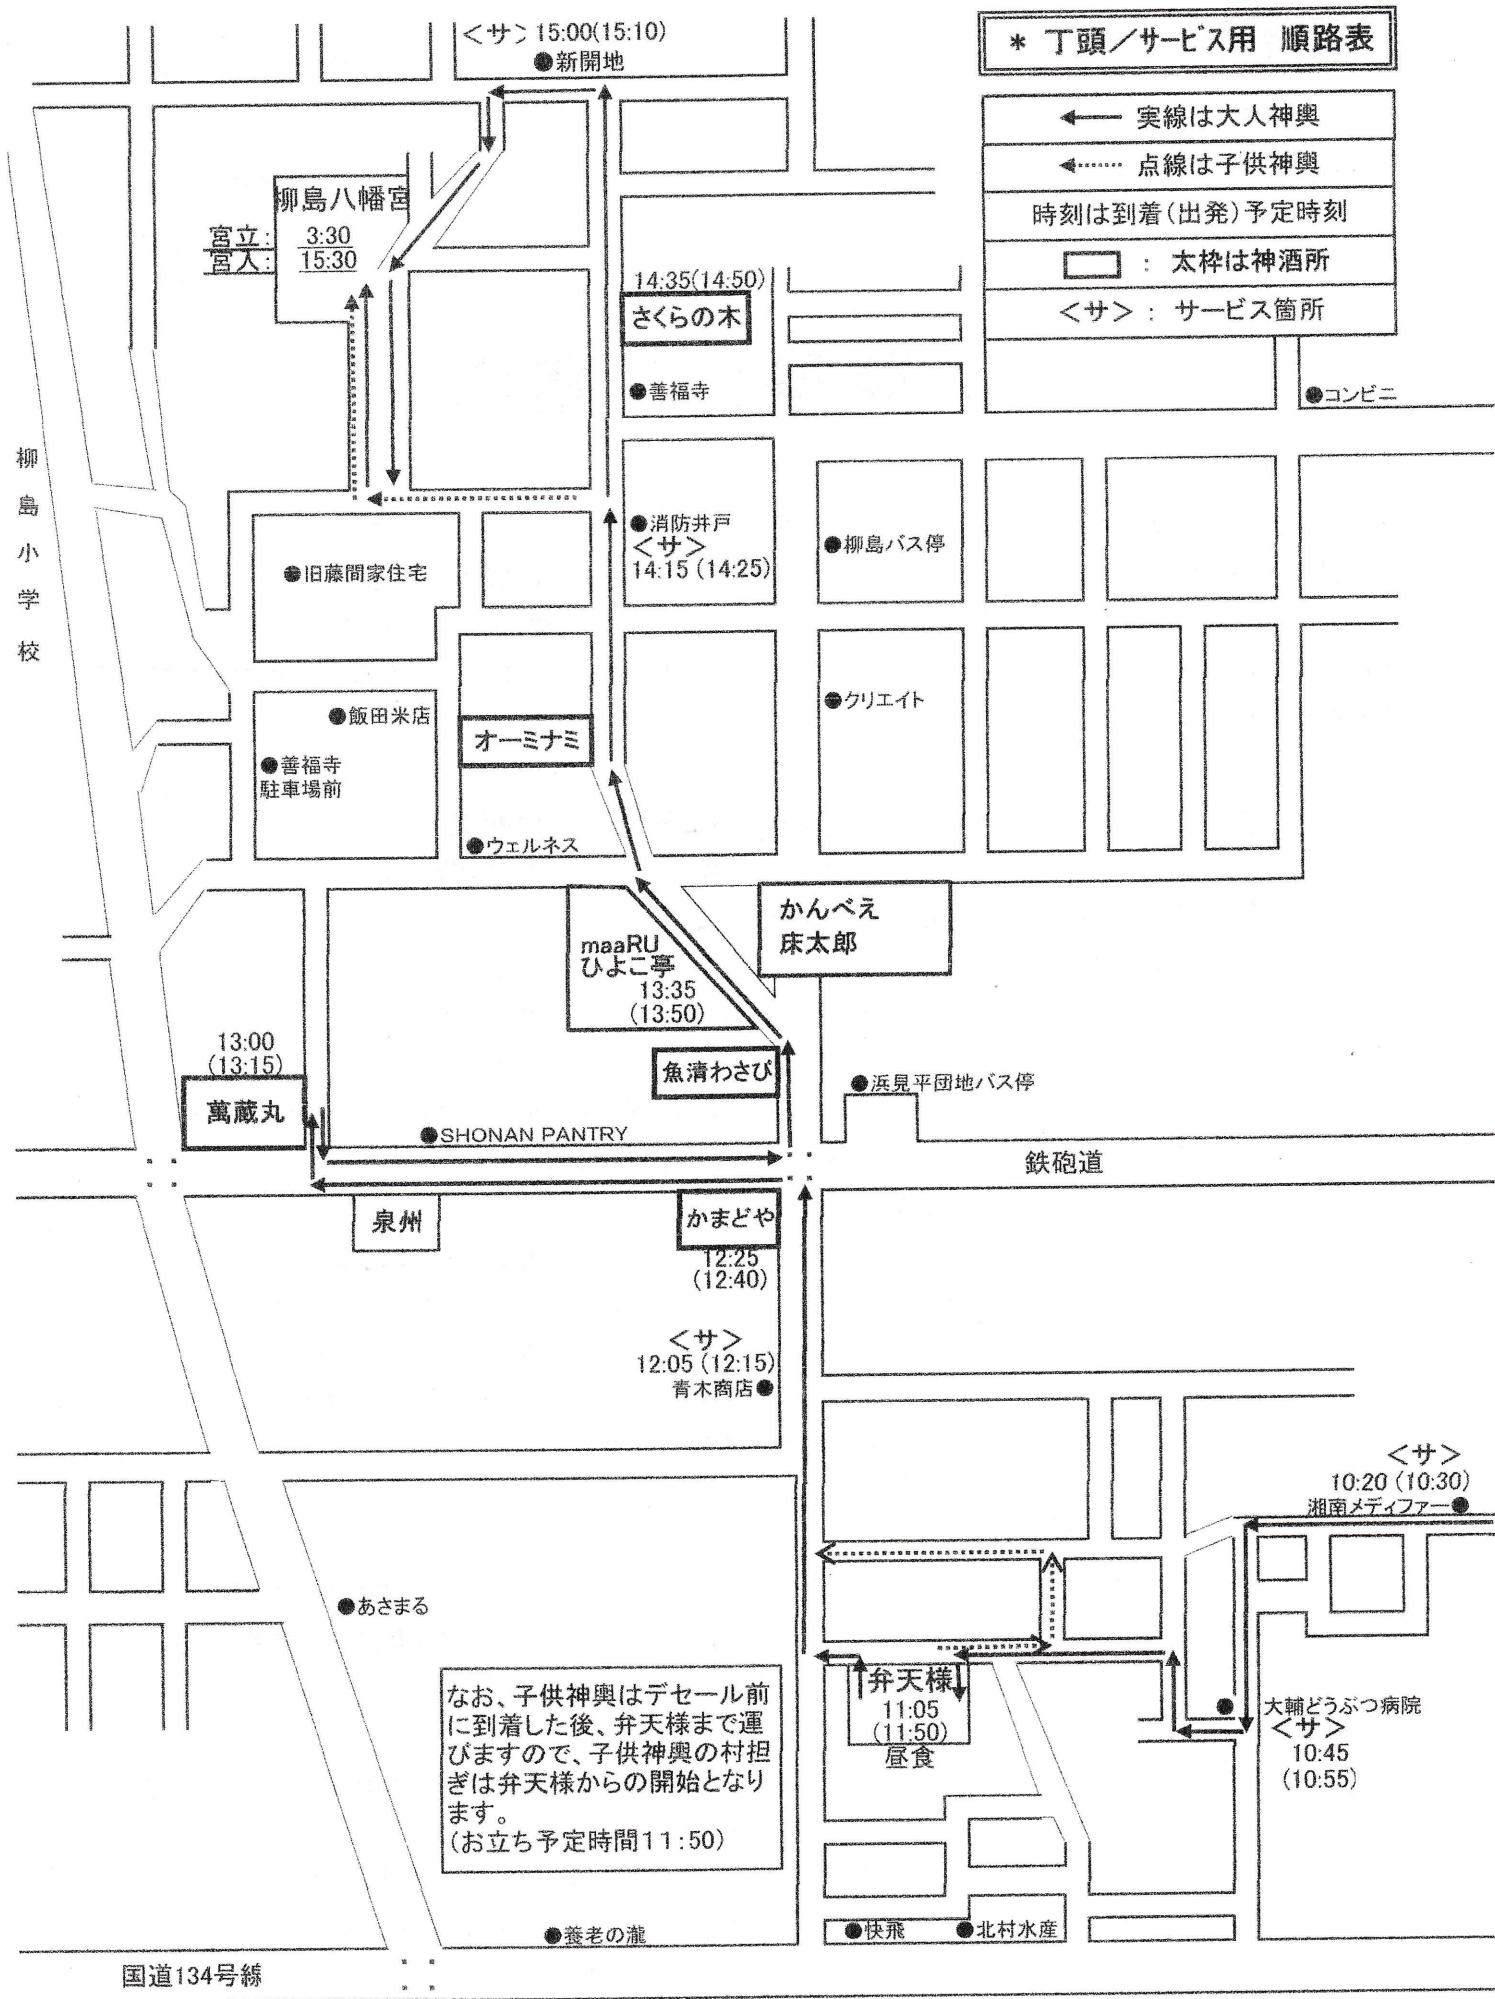 ＊ 丁頭／サービス用　順路表
実線は大人神輿
点線は子供神輿
時刻は到着(出発)予定時刻
： 太枠は神酒所
＜サ＞： サービス箇所
＜サ＞ 15:00(15:10)
●新開地
柳島八幡宮
宮立： 3:30
宮入： 15:30
14:35(14:50)
さくらの木
●善福寺
●コンビニ
柳島小学校
●消防井戸
＜サ＞
14:15 (14:25)
●柳島バス停
●旧藤間家住宅
●クリエイト
●飯田米店
オーミナミ
●善福寺
駐車場前
●ウェルネス
かんべえ
床太郎
maaRU
ひよこ亭
13:35
(13:50)
13:00
(13:15)
萬蔵丸
魚清わさび
●浜見平団地バス停
●SHONAN PANTRY
鉄砲道
泉州
かまどや
12:25
(12:40)
＜サ＞
12:05 (12:15)
青木商店●
＜サ＞
10:20 (10:30)
湘南メディファー●
●あさまる
弁天様
11:05
(11:50)
昼食
●大輔どうぶつ病院
＜サ＞
10:45
(10:55)
なお、子供神輿はデセール前
に到着した後、弁天様まで運
びますので、子供神輿の村担
ぎは弁天様からの開始となり
ます。
(お立ち予定時間11:50)
●養老の瀧
●快飛
●北村水産
国道134号線